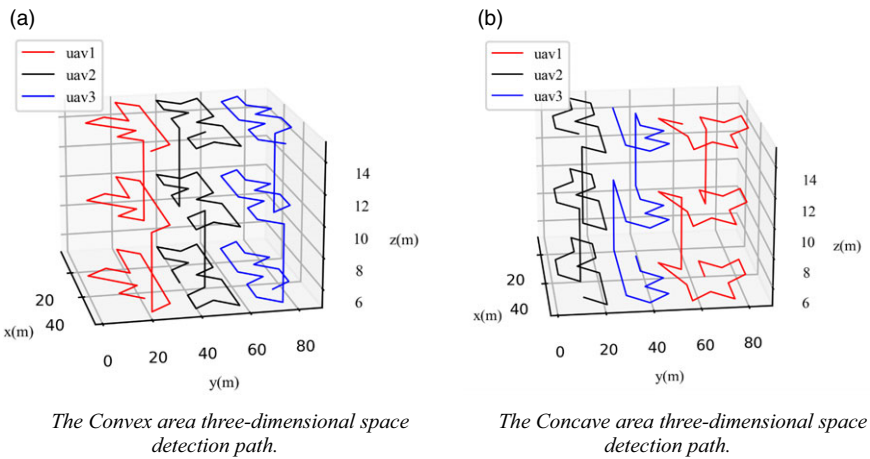 (a)
uav1
uav2
uav3
14
12
10
8
6
z(m)
20
40
x(m)
0
20
40
60
80
y(m)
The Convex area three-dimensional space
detection path.
(b)
uav1
uav2
uav3
14
12
10
8
6
z(m)
20
40
x(m)
0
20
40
60
80
y(m)
The Concave area three-dimensional space
detection path.